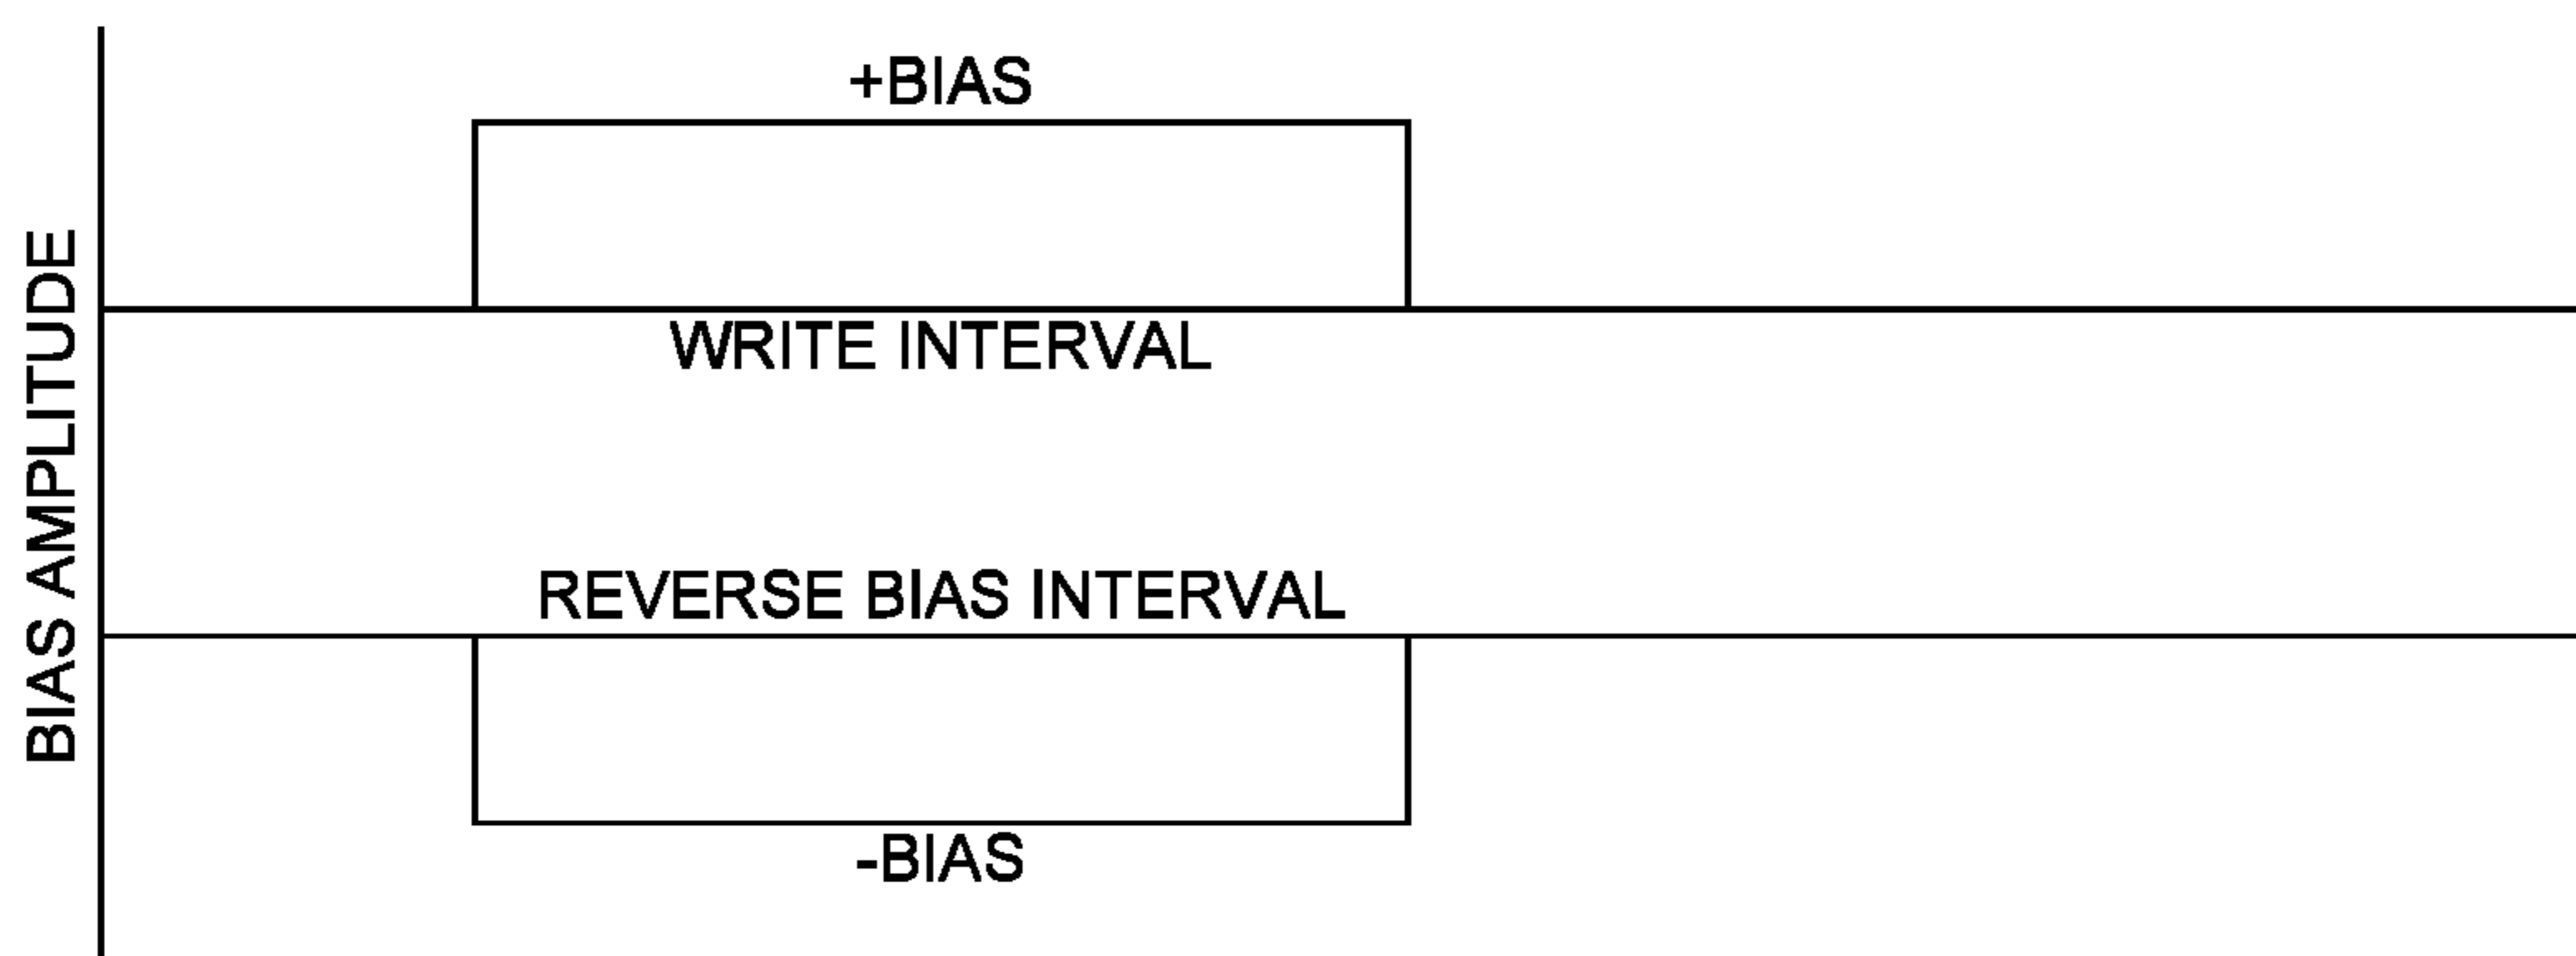 +BIAS
WRITE INTERVAL
BIAS AMPLITUDE
REVERSE BIAS INTERVAL
-BIAS